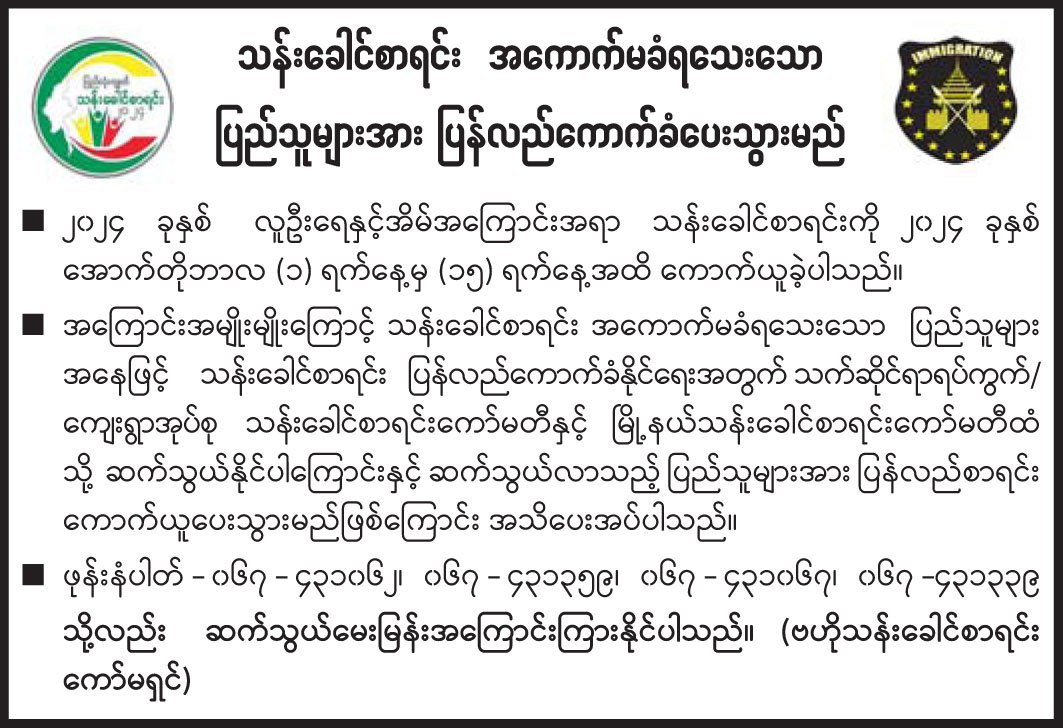 သန်းခေါင်စာရင်း အကောက်မခံရသေးသော
ပြည်သူများအား ပြန်လည်ကောက်ခံပေးသွားမည်
သန်းခေါင်စာရင်း
၂၀၂၄
IMMIGRATION
■ ၂၀၂၄ ခုနှစ် လူဦးရေနှင့်အိမ်အကြောင်းအရာ သန်းခေါင်စာရင်းကို ၂၀၂၄ ခုနှစ်
အောက်တိုဘာလ (၁) ရက်နေ့မှ (၁၅) ရက်နေ့အထိ ကောက်ယူခဲ့ပါသည်။
■ အကြောင်းအမျိုးမျိုးကြောင့် သန်းခေါင်စာရင်း အကောက်မခံရသေးသော ပြည်သူများ
အနေဖြင့် သန်းခေါင်စာရင်း ပြန်လည်ကောက်ခံနိုင်ရေးအတွက် သက်ဆိုင်ရာရပ်ကွက်/
ကျေးရွာအုပ်စု သန်းခေါင်စာရင်းကော်မတီနှင့် မြို့နယ်သန်းခေါင်စာရင်းကော်မတီထံ
သို့ ဆက်သွယ်နိုင်ပါကြောင်းနှင့် ဆက်သွယ်လာသည့် ပြည်သူများအား ပြန်လည်စာရင်း
ကောက်ယူပေးသွားမည်ဖြစ်ကြောင်း အသိပေးအပ်ပါသည်။
■ ဖုန်းနံပါတ် – ၀၆၇ – ၄၃၁၀၆၂၊ ၀၆၇ – ၄၃၁၃၅၉၊ ၀၆၇ – ၄၃၁၀၆၇၊ ၀၆၇ –၄၃၁၃၃၉
သို့လည်း ဆက်သွယ်မေးမြန်းအကြောင်းကြားနိုင်ပါသည်။ (ဗဟိုသန်းခေါင်စာရင်း
ကော်မရှင်)